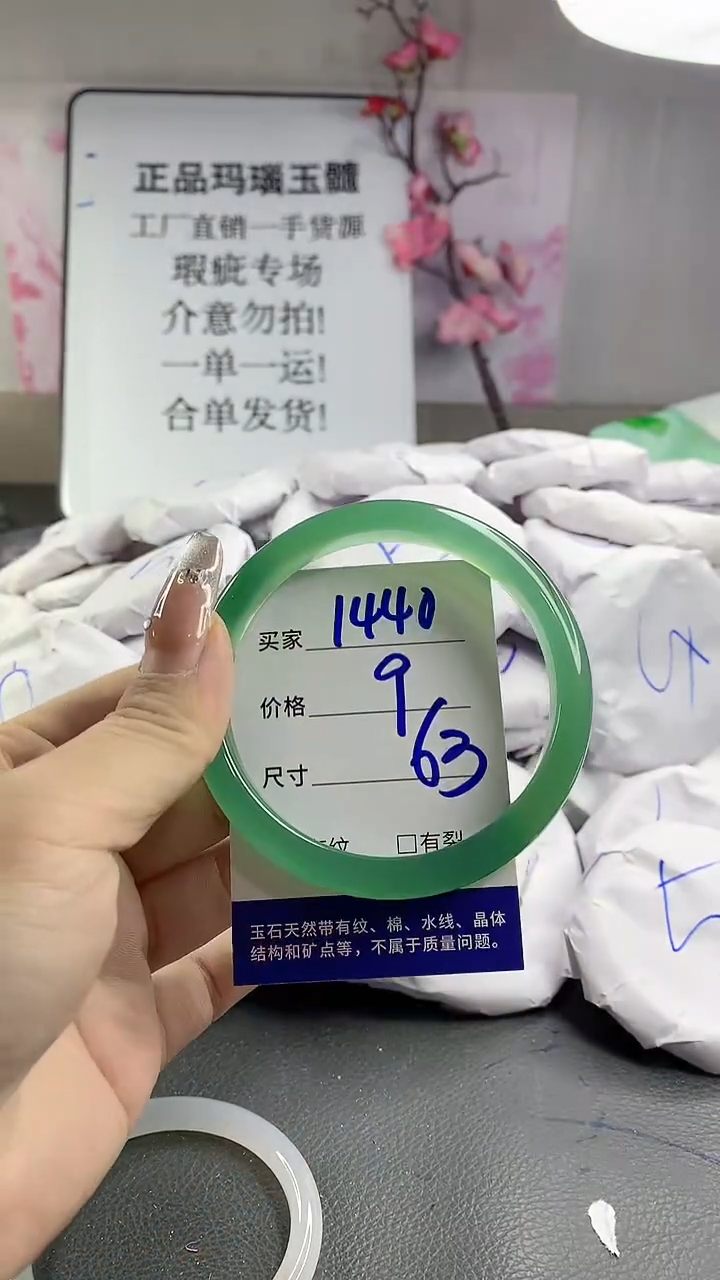 正品玛瑙玉髓
工厂直销一手货源
瑕疵专场
介意勿拍!
一单一运!
合单发货!
买家 1440
价格 9
尺寸 63
纹 □有裂
玉石天然带有纹、棉、水线、晶体
结构和矿点等，不属于质量问题。